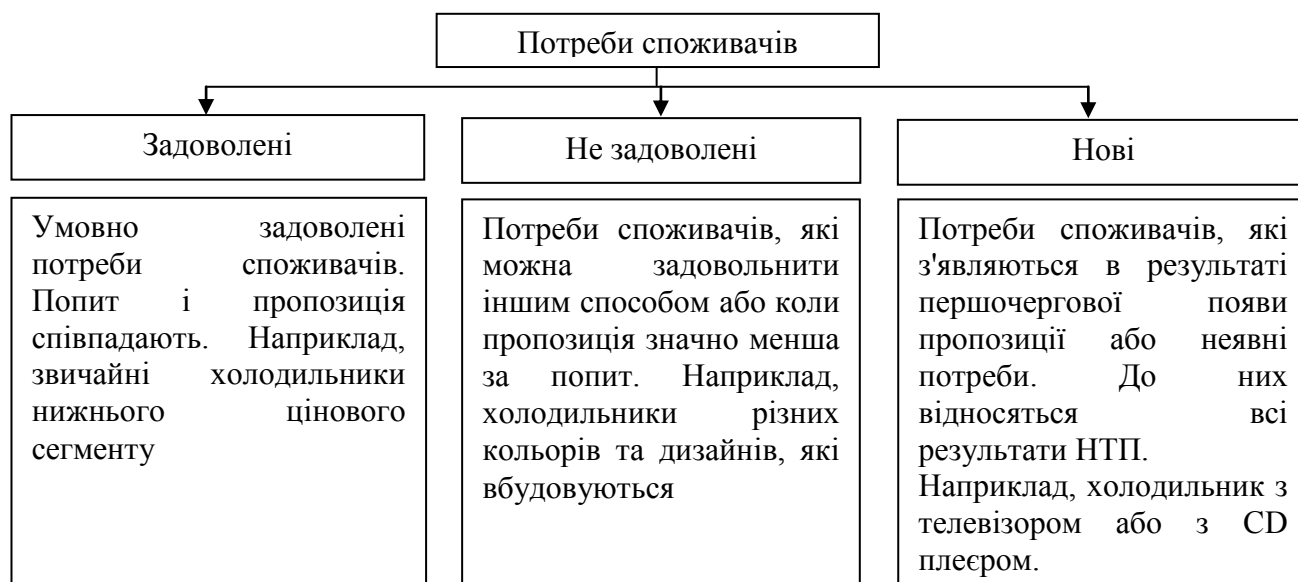 Потреби споживачів
Задоволені
Не задоволені
Нові
Умовно задоволені
потреби споживачів.
Попит і пропозиція
співпадають. Наприклад,
звичайні холодильники
нижнього цінового
сегменту
Потреби споживачів, які
можна задовольнити
іншим способом або коли
пропозиція значно менша
за попит. Наприклад,
холодильники різних
кольорів та дизайнів, які
вбудовуються
Потреби споживачів, які
з'являються в результаті
першочергової появи
пропозиції або неявні
потреби. До них
відносяться всі
результати НТП.
Наприклад, холодильник з
телевізором або з CD
плеєром.